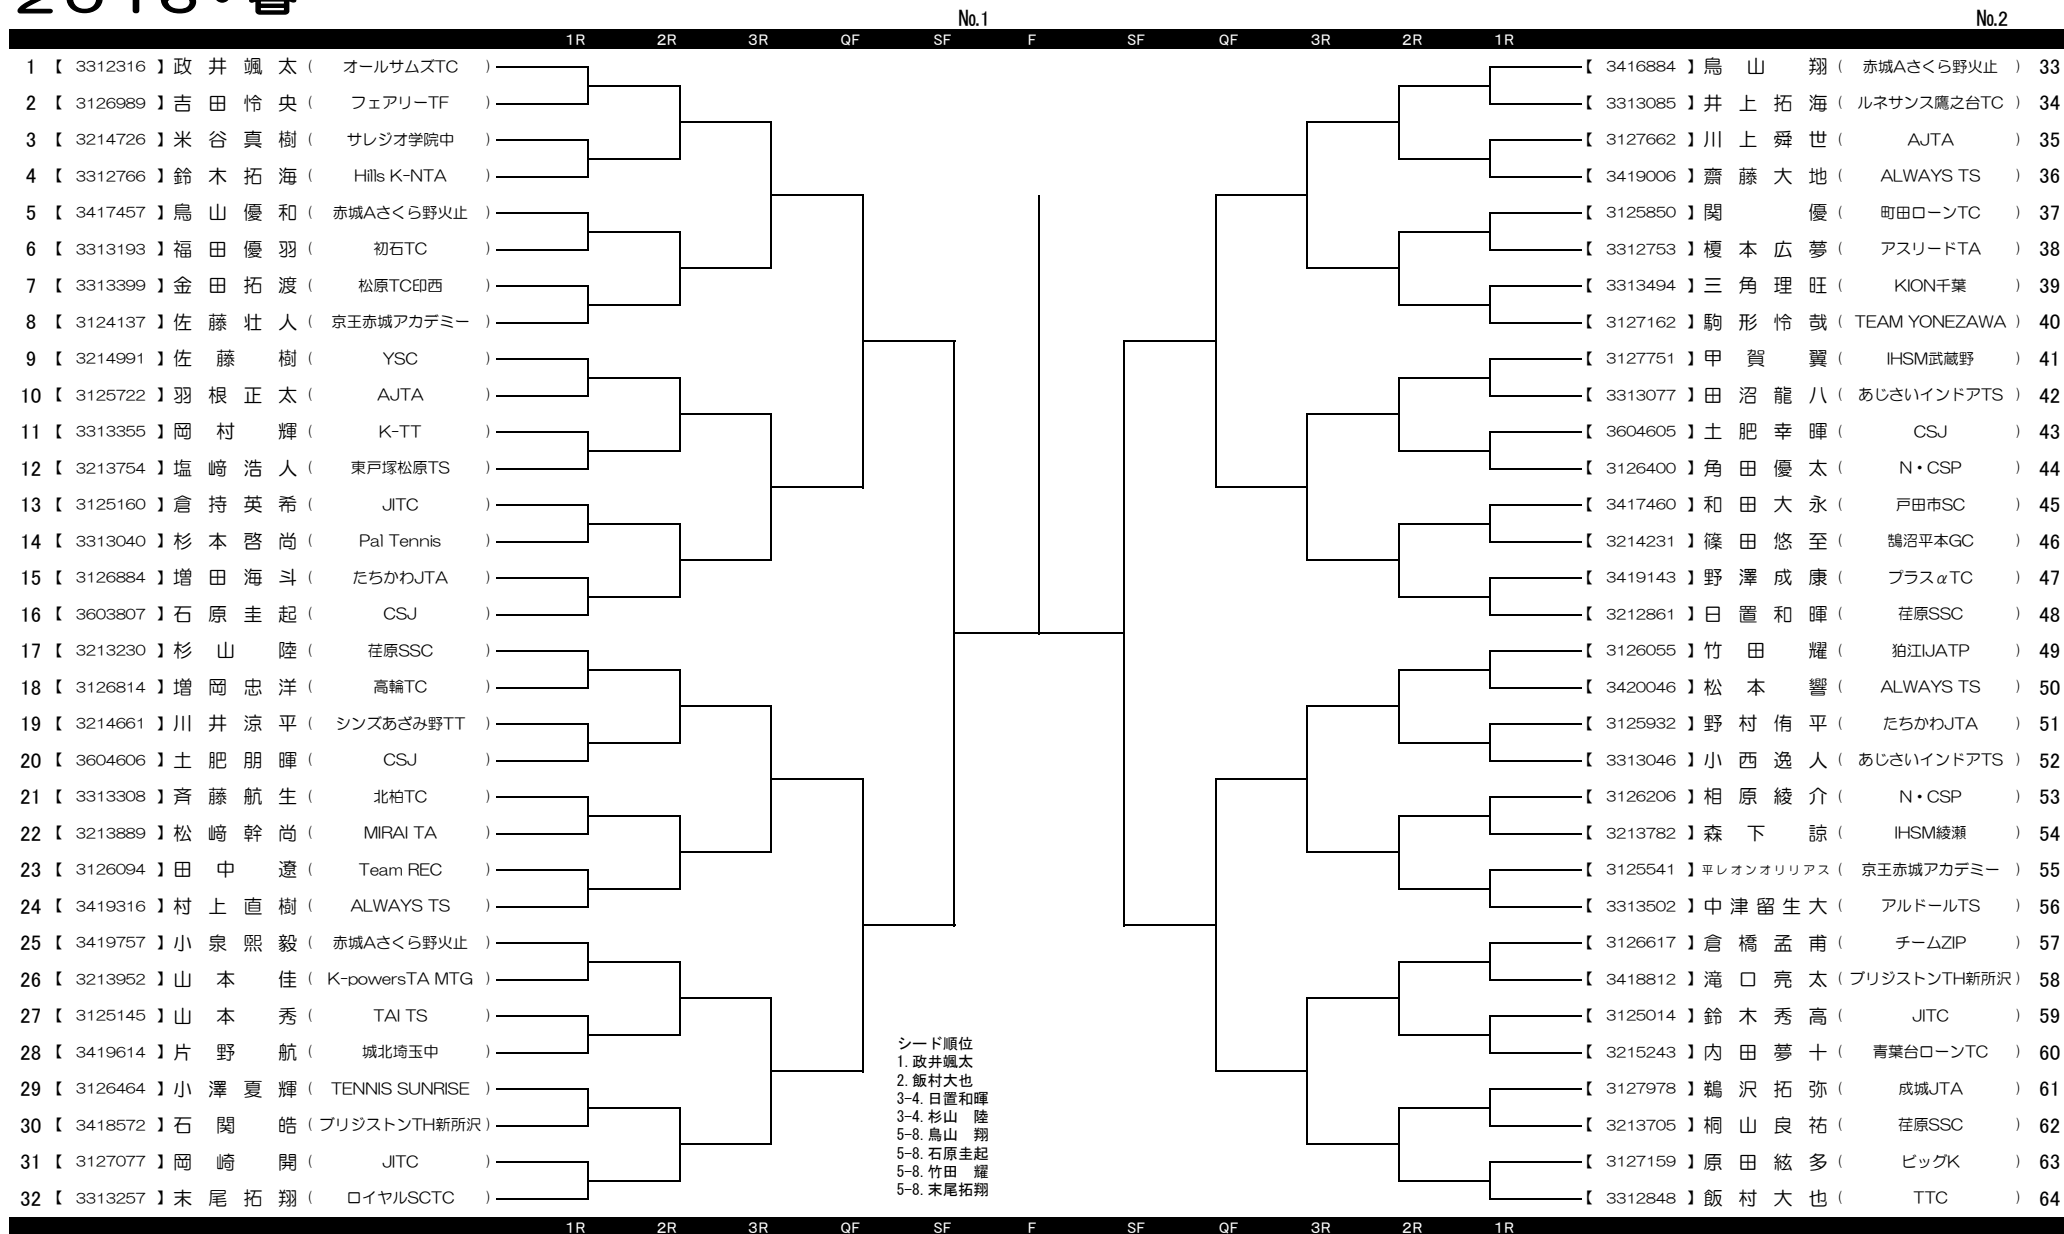 No.1
No.2
1R 2R 3R QF SF F SF QF 3R 2R 1R
1 【 3312316 】 政井颯太 ( オールサムズTC )
2 【 3126989 】 吉田怜央 ( フェアリーTF )
3 【 3214726 】 米谷真樹 ( サレジオ学院中 )
4 【 3312766 】 鈴木拓海 ( Hills K-NTA )
5 【 3417457 】 鳥山優和 ( 赤城Aさくら野火止 )
6 【 3313193 】 福田優羽 ( 初石TC )
7 【 3313399 】 金田拓渡 ( 松原TC印西 )
8 【 3124137 】 佐藤壮人 ( 京王赤城アカデミー )
9 【 3214991 】 佐藤樹 ( YSC )
10 【 3125722 】 羽根正太 ( AJTA )
11 【 3313355 】 岡村輝 ( K-TT )
12 【 3213754 】 塩﨑浩人 ( 東戸塚松原TS )
13 【 3125160 】 倉持英希 ( JITC )
14 【 3313040 】 杉本啓尚 ( Pal Tennis )
15 【 3126884 】 増田海斗 ( たちかわJTA )
16 【 3603807 】 石原圭起 ( CSJ )
17 【 3213230 】 杉山陸 ( 荏原SSC )
18 【 3126814 】 増岡忠洋 ( 高輪TC )
19 【 3214661 】 川井涼平 ( シンズあざみ野TT )
20 【 3604606 】 土肥朋暉 ( CSJ )
21 【 3313308 】 斉藤航生 ( 北柏TC )
22 【 3213889 】 松﨑幹尚 ( MIRAI TA )
23 【 3126094 】 田中遼 ( Team REC )
24 【 3419316 】 村上直樹 ( ALWAYS TS )
25 【 3419757 】 小泉熙毅 ( 赤城Aさくら野火止 )
26 【 3213952 】 山本佳 ( K-powersTA MTG )
27 【 3125145 】 山本秀 ( TAI TS )
28 【 3419614 】 片野航 ( 城北埼玉中 )
29 【 3126464 】 小澤夏輝 ( TENNIS SUNRISE )
30 【 3418572 】 石関皓 ( ブリジストンTH新所沢 )
31 【 3127077 】 岡崎開 ( JITC )
32 【 3313257 】 末尾拓翔 ( ロイヤルSCTC )
シード順位
1. 政井颯太
2. 飯村大也
3-4. 日置和暉
3-4. 杉山 陸
5-8. 鳥山 翔
5-8. 石原圭起
5-8. 竹田 耀
5-8. 末尾拓翔
【 3416884 】 鳥山翔 ( 赤城Aさくら野火止 ) 33
【 3313085 】 井上拓海 ( ルネサンス鷹之台TC ) 34
【 3127662 】 川上舜世 ( AJTA ) 35
【 3419006 】 齋藤大地 ( ALWAYS TS ) 36
【 3125850 】 関優 ( 町田ローンTC ) 37
【 3312753 】 榎本広夢 ( アスリードTA ) 38
【 3313494 】 三角理旺 ( KION千葉 ) 39
【 3127162 】 駒形怜哉 ( TEAM YONEZAWA ) 40
【 3127751 】 甲賀翼 ( IHSM武蔵野 ) 41
【 3313077 】 田沼龍八 ( あじさいインドアTS ) 42
【 3604605 】 土肥幸暉 ( CSJ ) 43
【 3126400 】 角田優太 ( N・CSP ) 44
【 3417460 】 和田大永 ( 戸田市SC ) 45
【 3214231 】 篠田悠至 ( 鵠沼平本GC ) 46
【 3419143 】 野澤成康 ( プラスαTC ) 47
【 3212861 】 日置和暉 ( 荏原SSC ) 48
【 3126055 】 竹田耀 ( 狛江IJATP ) 49
【 3420046 】 松本響 ( ALWAYS TS ) 50
【 3125932 】 野村侑平 ( たちかわJTA ) 51
【 3313046 】 小西逸人 ( あじさいインドアTS ) 52
【 3126206 】 相原綾介 ( N・CSP ) 53
【 3213782 】 森下諒 ( IHSM綾瀬 ) 54
【 3125541 】 平レオンオリリアス ( 京王赤城アカデミー ) 55
【 3313502 】 中津留生大 ( アルドールTS ) 56
【 3126617 】 倉橋孟甫 ( チームZIP ) 57
【 3418812 】 滝口亮太 ( ブリジストンTH新所沢 ) 58
【 3125014 】 鈴木秀高 ( JITC ) 59
【 3215243 】 内田夢十 ( 青葉台ローンTC ) 60
【 3127978 】 鵜沢拓弥 ( 成城JTA ) 61
【 3213705 】 桐山良祐 ( 荏原SSC ) 62
【 3127159 】 原田絃多 ( ビッグK ) 63
【 3312848 】 飯村大也 ( TTC ) 64
1R 2R 3R QF SF F SF QF 3R 2R 1R